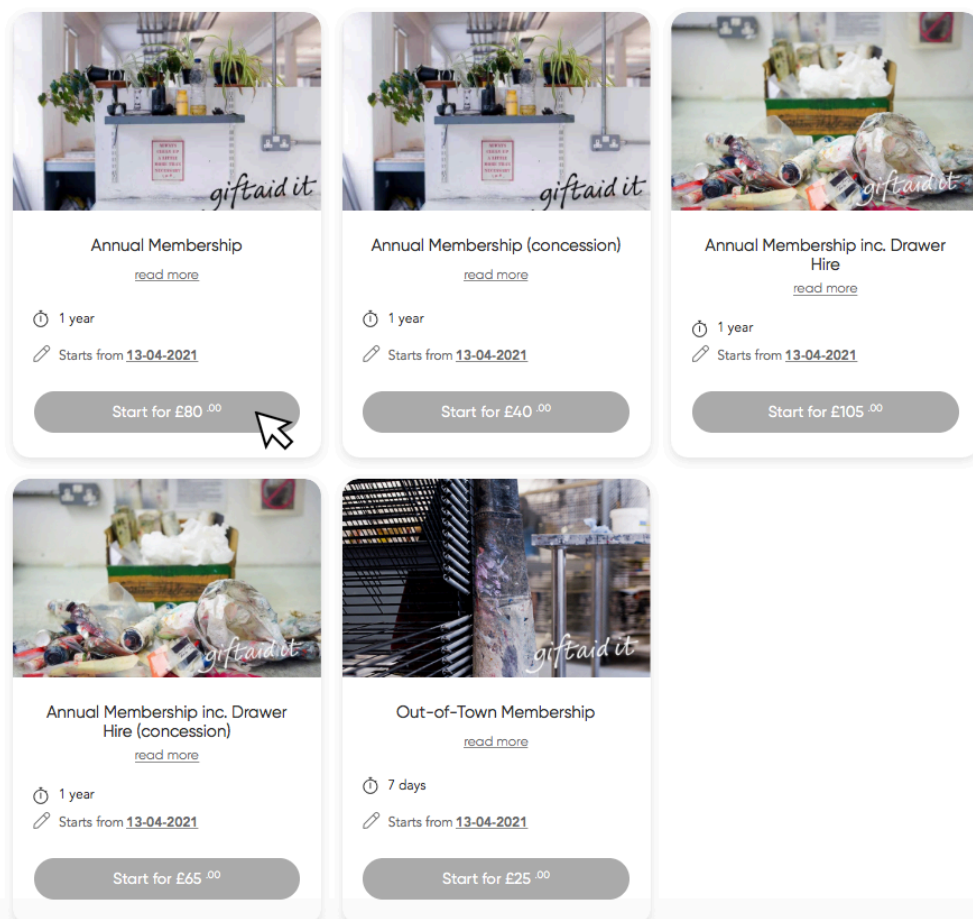 giftaid it
giftaid it
giftaid it
Annual Membership
read more
1 year
Starts from 13-04-2021
Start for £80 .00
Annual Membership (concession)
read more
1 year
Starts from 13-04-2021
Start for £40 .00
Annual Membership inc. Drawer
Hire
read more
1 year
Starts from 13-04-2021
Start for £105 .00
giftaid it
giftaid it
Annual Membership inc. Drawer
Hire (concession)
read more
1 year
Starts from 13-04-2021
Start for £65 .00
Out-of-Town Membership
read more
7 days
Starts from 13-04-2021
Start for £25 .00